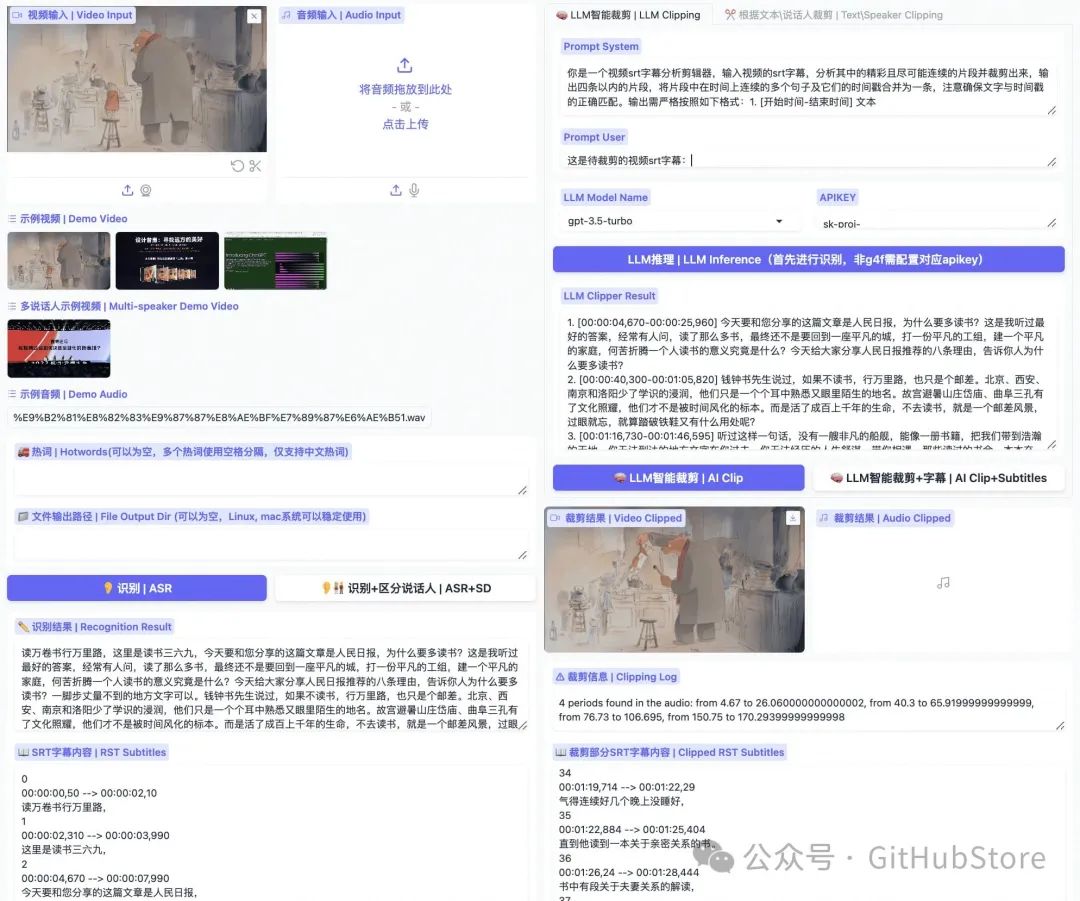 视频输入 | Video Input
音频输入 | Audio Input
将音频拖放到此处
- 或 -
点击上传
示例视频 | Demo Video
设计普惠：寻找远方的美好
Introducing ChatGPT
多说话人示例视频 | Multi-speaker Demo Video
示例音频 | Demo Audio
%E9%B2%81%E8%82%83%E9%87%87%E8%AE%BF%E7%89%87%E6%AE%B51.wav
热词 | Hotwords(可以为空，多个热词使用空格分隔，仅支持中文热词)
文件输出路径 | File Output Dir (可以为空，Linux, mac系统可以稳定使用)
识别 | ASR
识别+区分说话人 | ASR+SD
识别结果 | Recognition Result
读万卷书行万里路，这里是读书三六九，今天要和您分享的这篇文章是人民日报，为什么要多读书？这是我听过
最好的答案，经常有人问，读了那么多书，最终还不是要回到一座平凡的城，打一份平凡的工组，建一个平凡的
家庭，何苦折腾一个人读书的意义究竟是什么？今天给大家分享人民日报推荐的八条理由，告诉你人为什么要多
读书？一脚步丈量不到的地方文字可以。钱钟书先生说过，如果不读书，行万里路，也只是个邮差。北京、西
安、南京和洛阳少了学识的浸润，他们只是一个个耳中熟悉又眼里陌生的地名。故宫避暑山庄岱庙、曲阜三孔有
了文化照耀，他们才不是被时间风化的标本。而是活了成百上千年的生命，不去读书，就是一个邮差风景，过眼
SRT字幕内容 | RST Subtitles
0
00:00:00,50 --> 00:00:02,10
读万卷书行万里路，
1
00:00:02,310 --> 00:00:03,990
这里是读书三六九，
2
00:00:04,670 --> 00:00:07,990
今天要和您分享的这篇文章是人民日报，
LLM智能裁剪 | LLM Clipping
根据文本\说话人裁剪 | Text\Speaker Clipping
Prompt System
你是一个视频srt字幕分析剪辑器，输入视频的srt字幕，分析其中的精彩且尽可能连续的片段并裁剪出来，输
出四条以内的片段，将片段中在时间上连续的多个句子及它们的时间戳合并为一条，注意确保文字与时间戳
的正确匹配。输出需严格按照如下格式：1. [开始时间-结束时间] 文本
Prompt User
这是待裁剪的视频srt字幕：
LLM Model Name
gpt-3.5-turbo
APIKEY
sk-proj-
LLM推理 | LLM Inference（首先进行识别，非g4f需配置对应apikey）
LLM Clipper Result
1. [00:00:04,670-00:00:25,960] 今天要和您分享的这篇文章是人民日报，为什么要多读书？这是我听过最
好的答案，经常有人问，读了那么多书，最终还不是要回到一座平凡的城，打一份平凡的工组，建一个平凡
的家庭，何苦折腾一个人读书的意义究竟是什么？今天给大家分享人民日报推荐的八条理由，告诉你人为什
么要多读书？
2. [00:00:40,300-00:01:05,820] 钱钟书先生说过，如果不读书，行万里路，也只是个邮差。北京、西安、
南京和洛阳少了学识的浸润，他们只是一个个耳中熟悉又眼里陌生的地名。故宫避暑山庄岱庙、曲阜三孔有
了文化照耀，他们才不是被时间风化的标本。而是活了成百上千年的生命，不去读书，就是一个邮差风景，
过眼就忘，就算踏破铁鞋又有什么用处呢？
3. [00:01:16,730-00:01:46,595] 听过这样一句话，没有一艘非凡的船舰，能像一册书籍，把我们带到浩瀚
LLM智能裁剪 | AI Clip
LLM智能裁剪+字幕 | AI Clip+Subtitles
裁剪结果 | Video Clipped
裁剪结果 | Audio Clipped
裁剪信息 | Clipping Log
4 periods found in the audio: from 4.67 to 26.060000000000002, from 40.3 to 65.91999999999999,
from 76.73 to 106.695, from 150.75 to 170.29399999999998
裁剪部分SRT字幕内容 | Clipped RST Subtitles
34
00:01:19,714 --> 00:01:22,29
气得连续好几个晚上没睡好，
35
00:01:22,884 --> 00:01:25,404
直到他读到一本关于亲密关系的书。
36
00:01:26,24 --> 00:01:28,444
书中有段关于夫妻关系的解读，
37
公众号 · GitHubStore